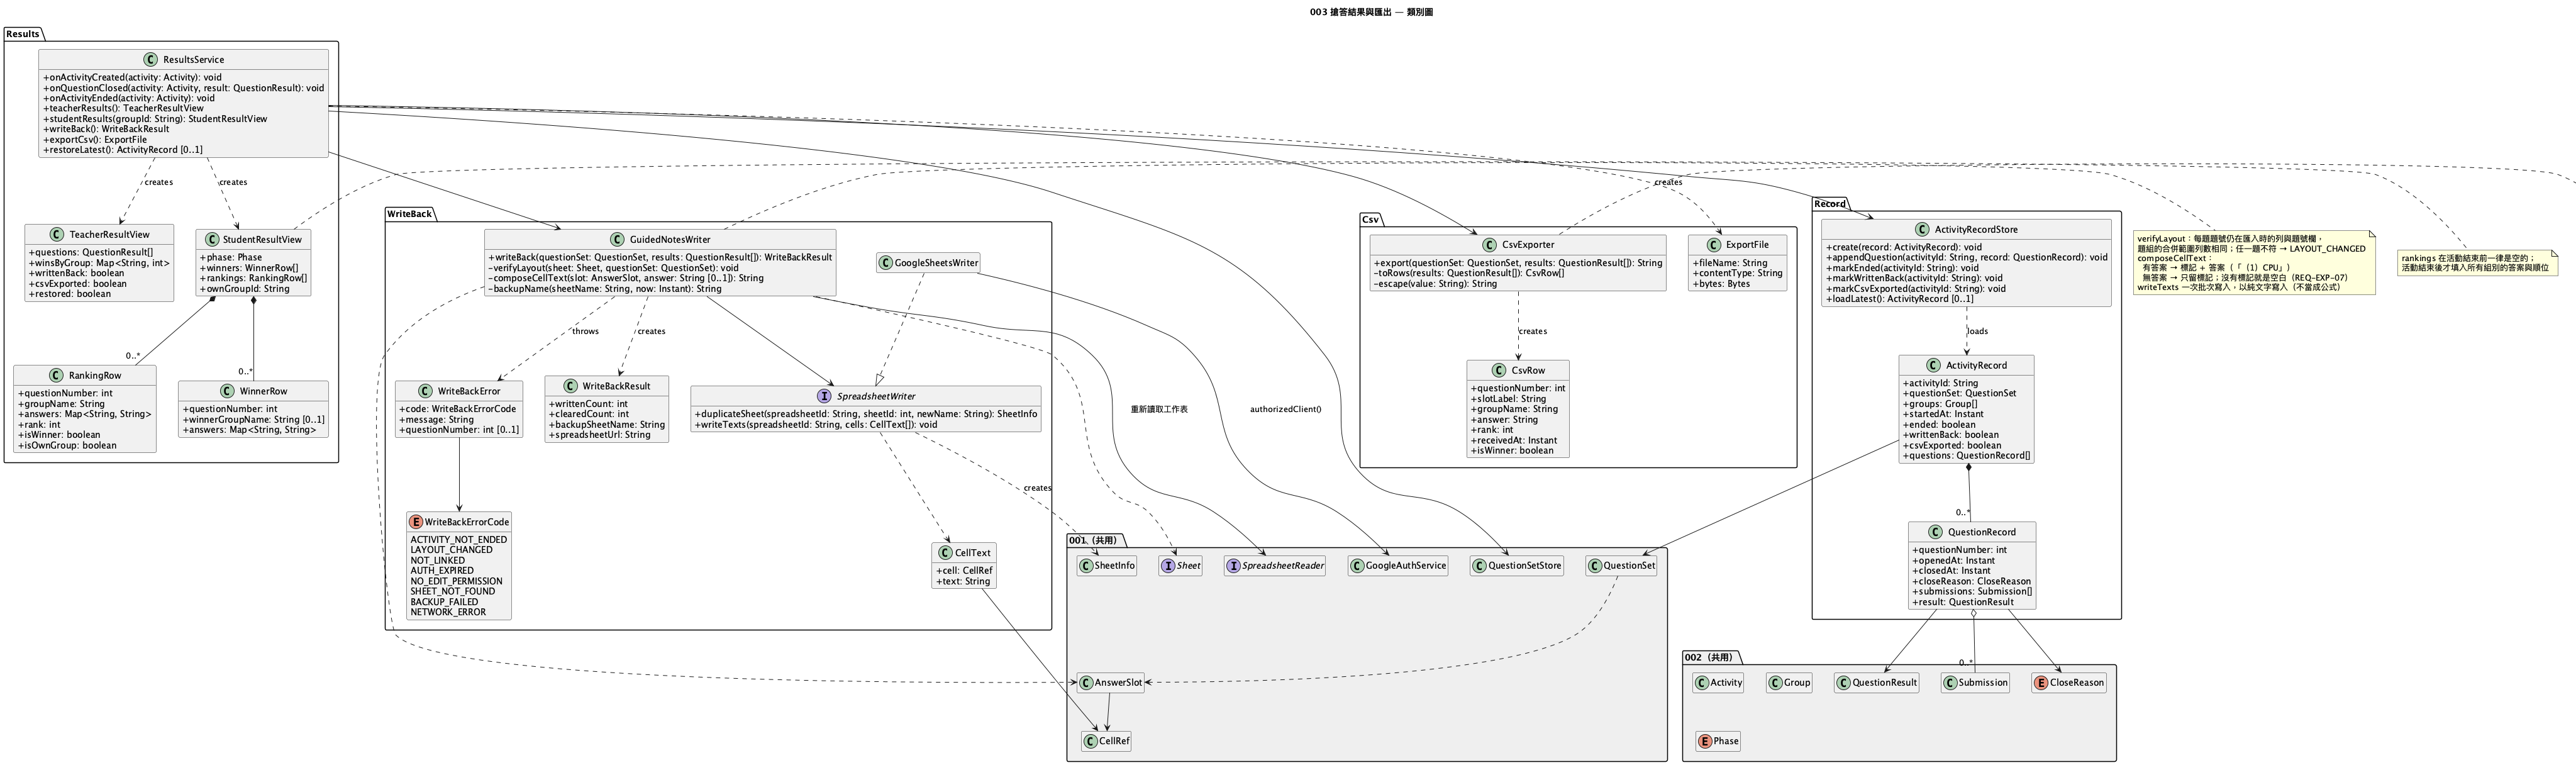 003 搶答結果與匯出 — 類別圖
Results
ResultsService
+onActivityCreated(activity: Activity): void
+onQuestionClosed(activity: Activity, result: QuestionResult): void
+onActivityEnded(activity: Activity): void
+teacherResults(): TeacherResultView
+studentResults(groupId: String): StudentResultView
+writeBack(): WriteBackResult
+exportCsv(): ExportFile
+restoreLatest(): ActivityRecord [0..1]
creates
creates
TeacherResultView
+questions: QuestionResult[]
+winsByGroup: Map<String, int>
+writtenBack: boolean
+csvExported: boolean
+restored: boolean
StudentResultView
+phase: Phase
+winners: WinnerRow[]
+rankings: RankingRow[]
+ownGroupId: String
0..*
0..*
RankingRow
+questionNumber: int
+groupName: String
+answers: Map<String, String>
+rank: int
+isWinner: boolean
+isOwnGroup: boolean
WinnerRow
+questionNumber: int
+winnerGroupName: String [0..1]
+answers: Map<String, String>
WriteBack
GuidedNotesWriter
+writeBack(questionSet: QuestionSet, results: QuestionResult[]): WriteBackResult
-verifyLayout(sheet: Sheet, questionSet: QuestionSet): void
-composeCellText(slot: AnswerSlot, answer: String [0..1]): String
-backupName(sheetName: String, now: Instant): String
GoogleSheetsWriter
throws
creates
WriteBackError
+code: WriteBackErrorCode
+message: String
+questionNumber: int [0..1]
WriteBackResult
+writtenCount: int
+clearedCount: int
+backupSheetName: String
+spreadsheetUrl: String
SpreadsheetWriter
+duplicateSheet(spreadsheetId: String, sheetId: int, newName: String): SheetInfo
+writeTexts(spreadsheetId: String, cells: CellText[]): void
creates
WriteBackErrorCode
ACTIVITY_NOT_ENDED
LAYOUT_CHANGED
NOT_LINKED
AUTH_EXPIRED
NO_EDIT_PERMISSION
SHEET_NOT_FOUND
BACKUP_FAILED
NETWORK_ERROR
CellText
+cell: CellRef
+text: String
重新讀取工作表
authorizedClient()
creates
Csv
CsvExporter
+export(questionSet: QuestionSet, results: QuestionResult[]): String
-toRows(results: QuestionResult[]): CsvRow[]
-escape(value: String): String
ExportFile
+fileName: String
+contentType: String
+bytes: Bytes
creates
CsvRow
+questionNumber: int
+slotLabel: String
+groupName: String
+answer: String
+rank: int
+receivedAt: Instant
+isWinner: boolean
Record
ActivityRecordStore
+create(record: ActivityRecord): void
+appendQuestion(activityId: String, record: QuestionRecord): void
+markEnded(activityId: String): void
+markWrittenBack(activityId: String): void
+markCsvExported(activityId: String): void
+loadLatest(): ActivityRecord [0..1]
loads
ActivityRecord
+activityId: String
+questionSet: QuestionSet
+groups: Group[]
+startedAt: Instant
+ended: boolean
+writtenBack: boolean
+csvExported: boolean
+questions: QuestionRecord[]
0..*
QuestionRecord
+questionNumber: int
+openedAt: Instant
+closedAt: Instant
+closeReason: CloseReason
+submissions: Submission[]
+result: QuestionResult
0..*
verifyLayout：每題題號仍在匯入時的列與題號欄，
題組的合併範圍列數相同；任一題不符 → LAYOUT_CHANGED
composeCellText：
有答案 → 標記 + 答案（「（1）CPU」）
無答案 → 只留標記；沒有標記就是空白（REQ-EXP-07）
writeTexts 一次批次寫入，以純文字寫入（不當成公式）
rankings 在活動結束前一律是空的；
活動結束後才填入所有組別的答案與順位
001（共用）
SheetInfo
Sheet
SpreadsheetReader
GoogleAuthService
QuestionSetStore
QuestionSet
AnswerSlot
CellRef
002（共用）
Activity
Group
QuestionResult
Submission
CloseReason
Phase